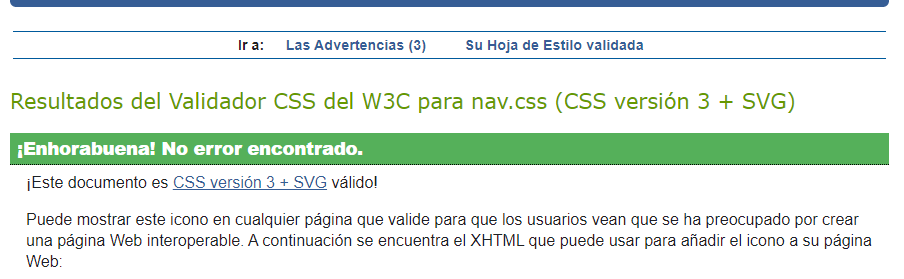 Ir a: Las Advertencias (3) Su Hoja de Estilo validada
Resultados del Validador CSS del W3C para nav.css (CSS versión 3 + SVG)
¡Enhorabuena! No error encontrado.
¡Este documento es CSS versión 3 + SVG válido!
Puede mostrar este icono en cualquier página que valide para que los usuarios vean que se ha preocupado por crear
una página Web interoperable. A continuación se encuentra el XHTML que puede usar para añadir el icono a su página
Web: